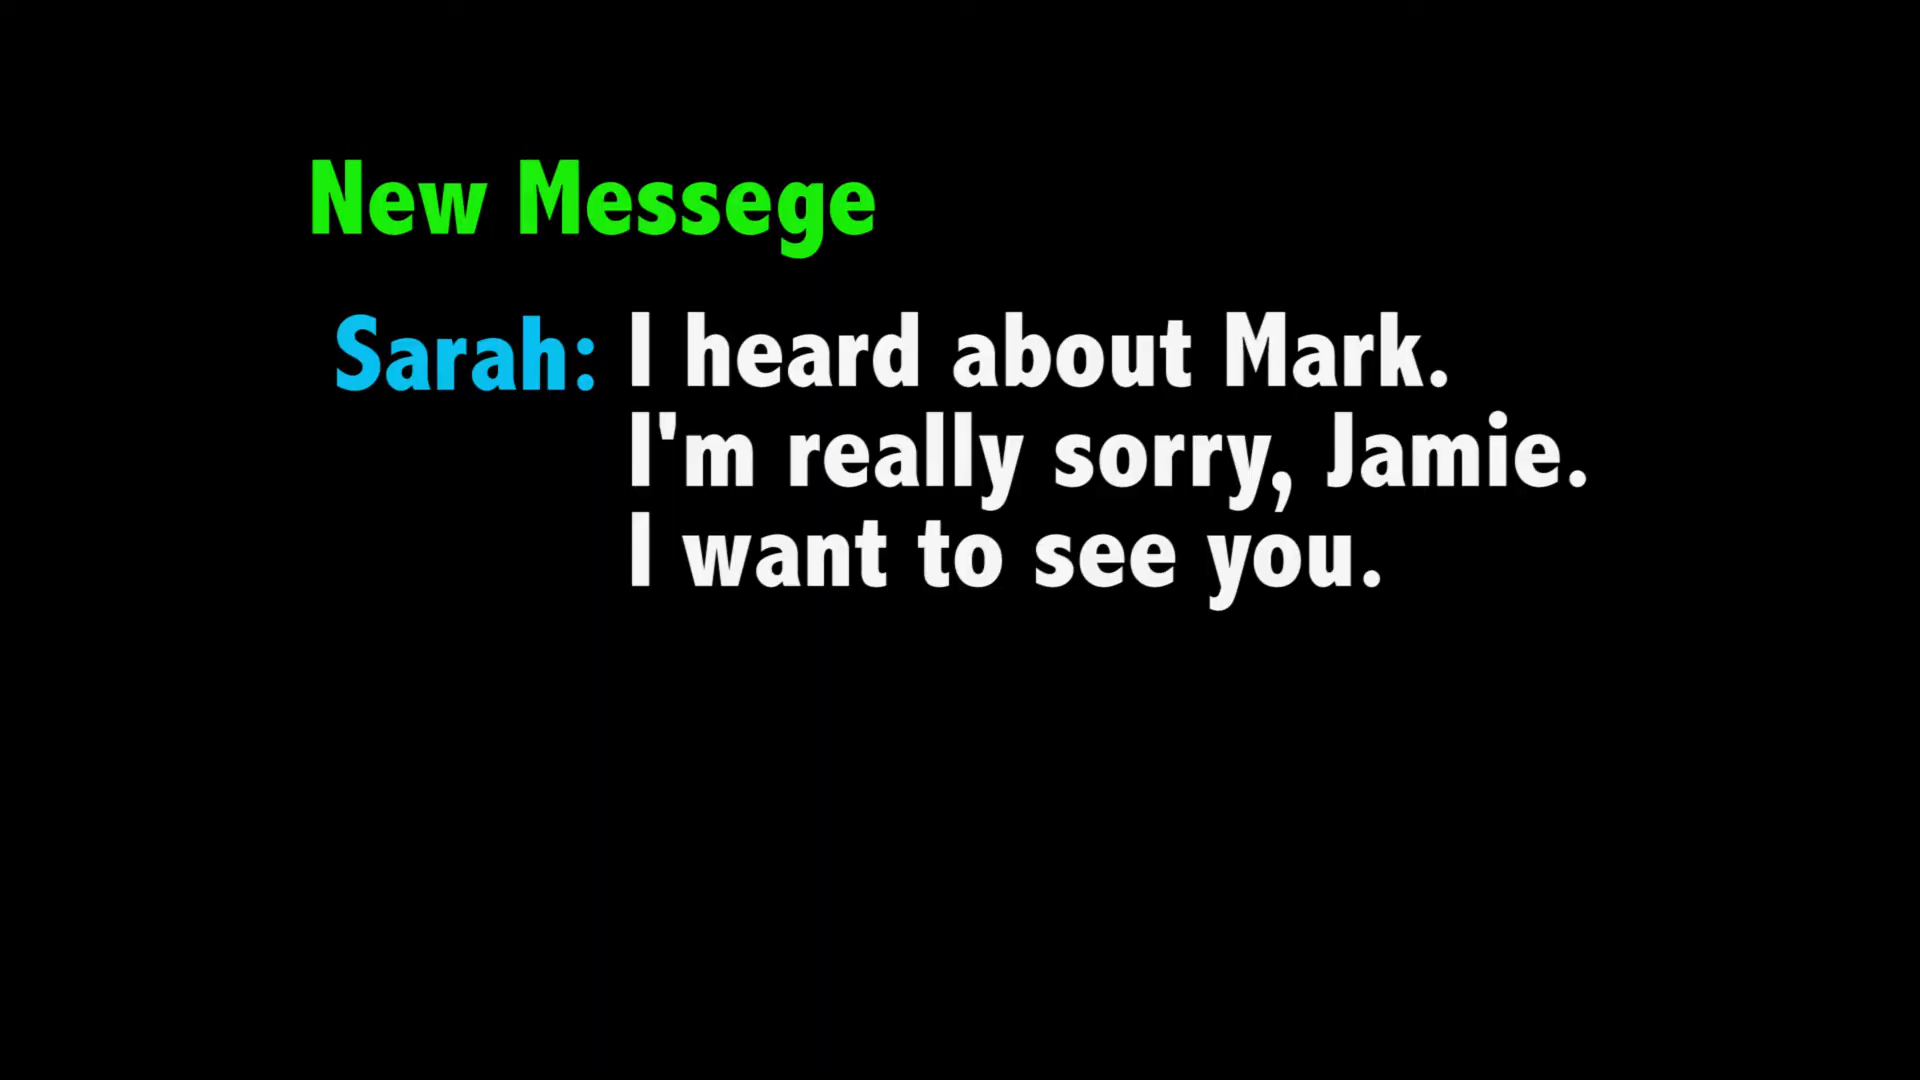 New Messege
Sarah: I heard about Mark.
I'm really sorry, Jamie.
I want to see you.